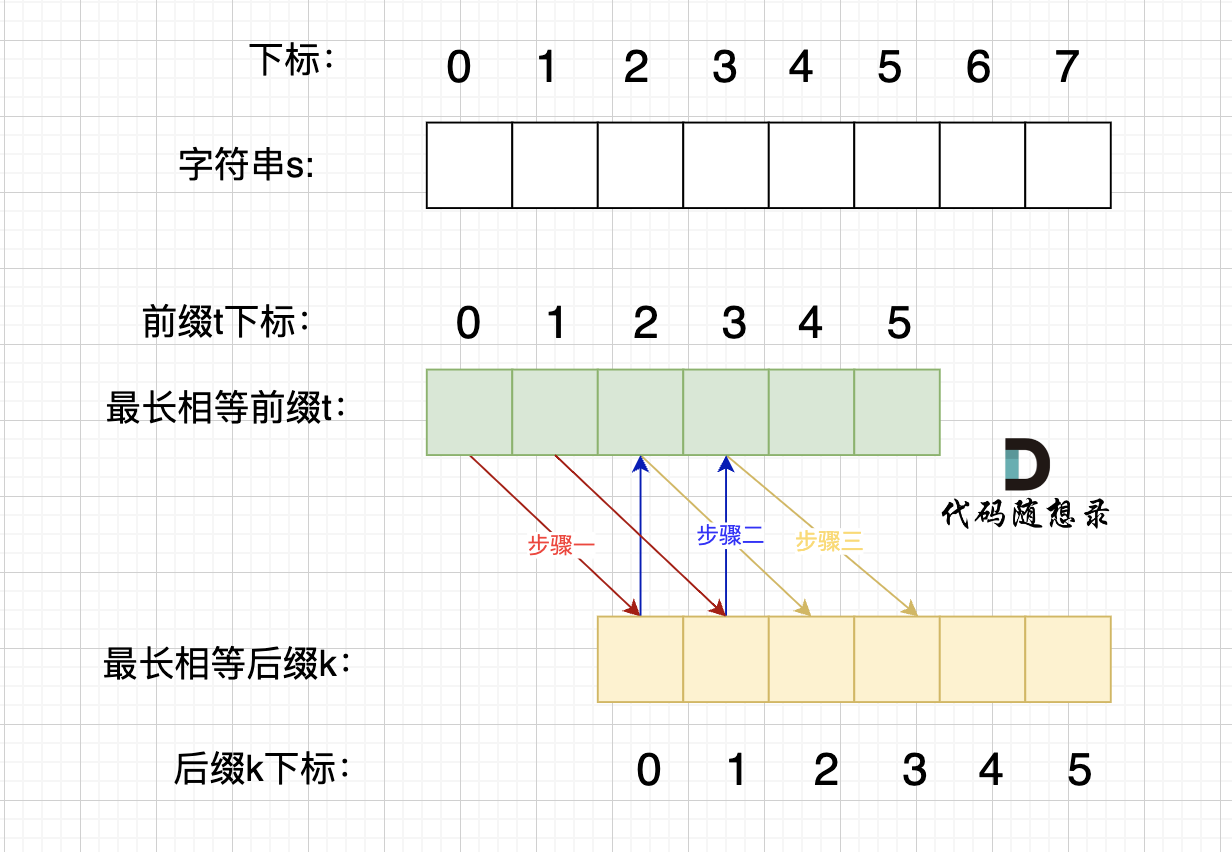 下标： 0 1 2 3 4 5 6 7
字符串s:
前缀t下标： 0 1 2 3 4 5
最长相等前缀t：
步骤一 步骤二 步骤三
代码随想录
最长相等后缀k：
后缀k下标： 0 1 2 3 4 5